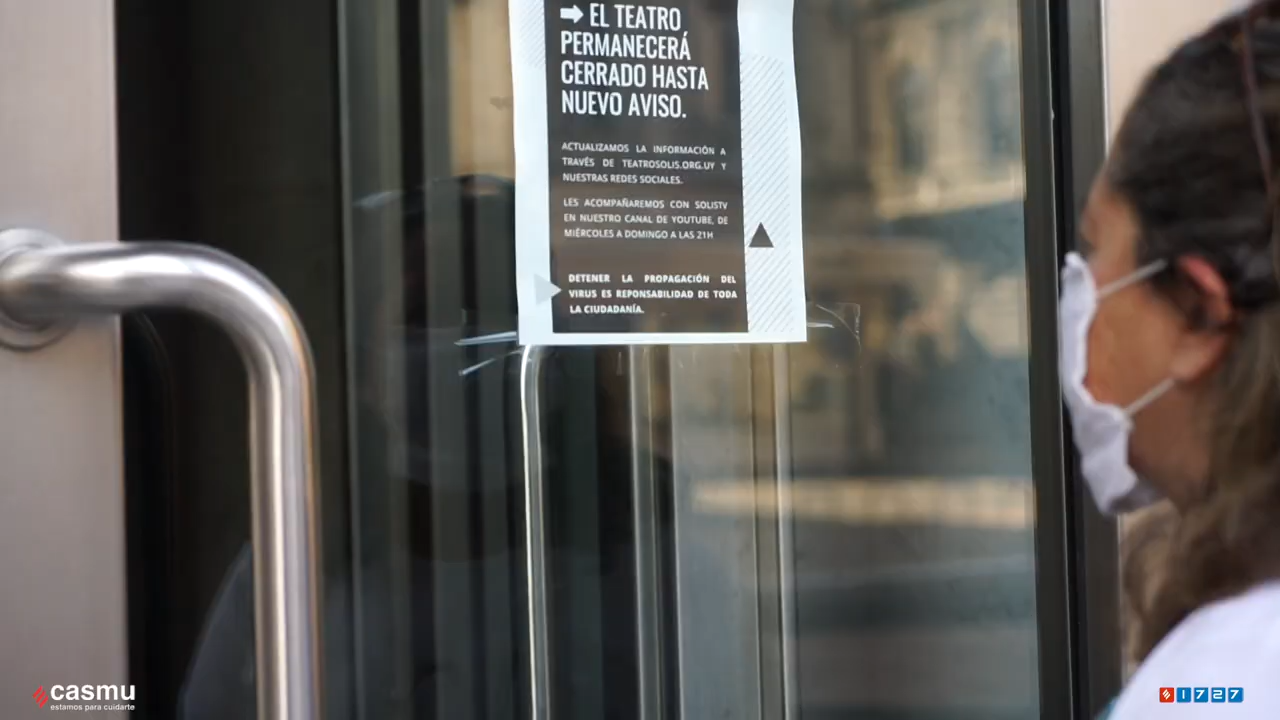 ➡ EL TEATRO
PERMANECERÁ
CERRADO HASTA
NUEVO AVISO.
ACTUALIZAMOS LA INFORMACIÓN A
TRAVÉS DE TEATROSOLIS.ORG.UY Y
NUESTRAS REDES SOCIALES.
LES ACOMPAÑAREMOS CON SOLISTV
EN NUESTRO CANAL DE YOUTUBE, DE
MIÉRCOLES A DOMINGO A LAS 21H
DETENER LA PROPAGACIÓN DEL
VIRUS ES REPONSABILIDAD DE TODA
LA CIUDADANÍA.
casmu
estamos para cuidarte
1727